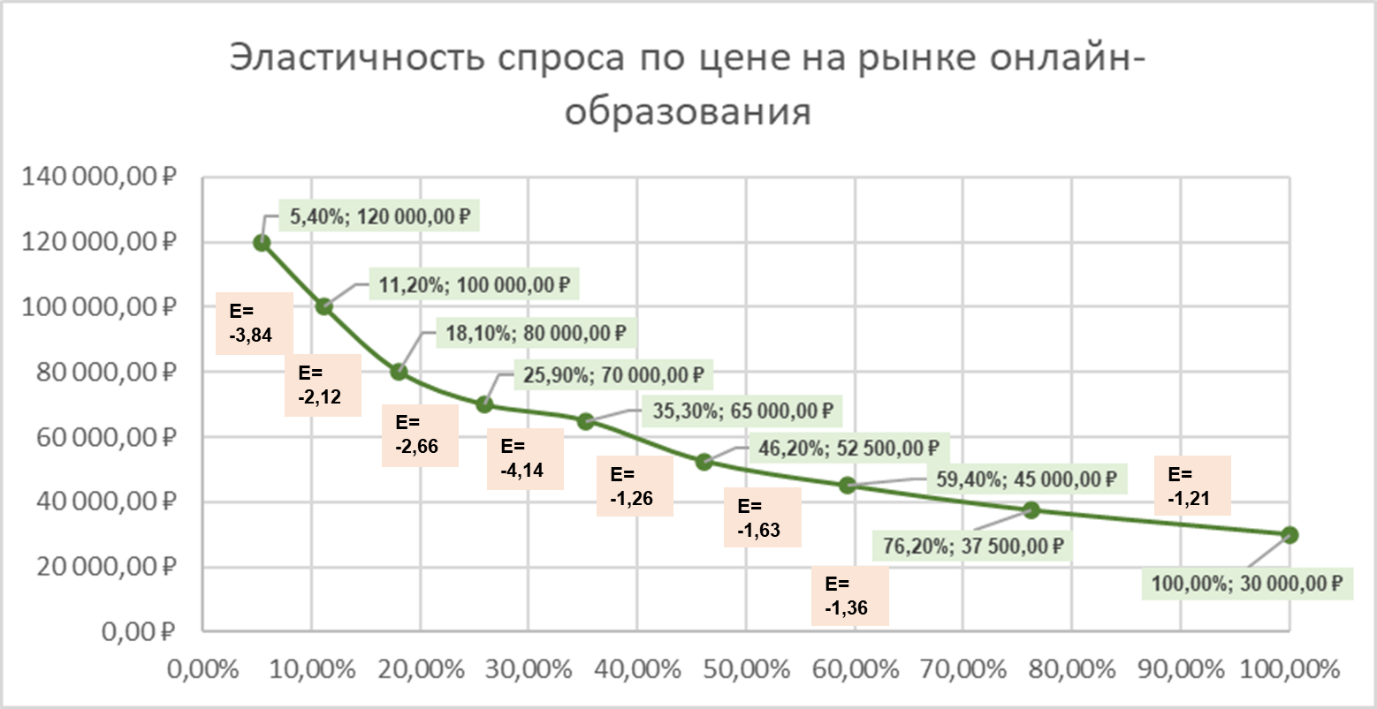 Эластичность спроса по цене на рынке онлайн-
образования
140 000,00 ₽
120 000,00 ₽
100 000,00 ₽
80 000,00 ₽
60 000,00 ₽
40 000,00 ₽
20 000,00 ₽
0,00 ₽
5,40%; 120 000,00 ₽
11,20%; 100 000,00 ₽
18,10%; 80 000,00 ₽
25,90%; 70 000,00 ₽
35,30%; 65 000,00 ₽
46,20%; 52 500,00 ₽
59,40%; 45 000,00 ₽
76,20%; 37 500,00 ₽
100,00%; 30 000,00 ₽
E=
-3,84
E=
-2,12
E=
-2,66
E=
-4,14
E=
-1,26
E=
-1,63
E=
-1,36
E=
-1,21
0,00% 10,00% 20,00% 30,00% 40,00% 50,00% 60,00% 70,00% 80,00% 90,00% 100,00%